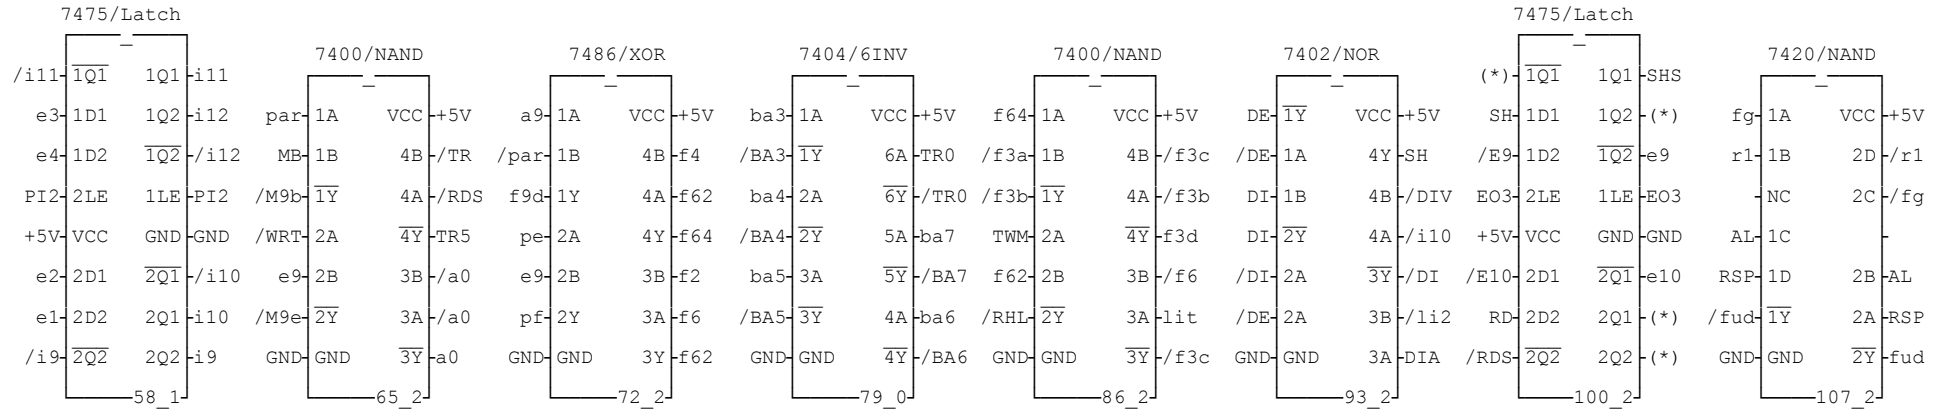 7475/Latch 7475/Latch
7400/NAND 7486/XOR 7404/6INV 7400/NAND 7402/NOR 7420/NAND
/i11 1Q1 1Q1 i11 (*) 1Q1 1Q1 SHS
e3 1D1 1Q2 i12 par 1A VCC +5V a9 1A VCC +5V ba3 1A VCC +5V f64 1A VCC +5V DE 1Y VCC +5V SH 1D1 1Q2 (*) fg 1A VCC +5V
e4 1D2 1Q2 /i12 MB 1B 4B /TR /par 1B 4B f4 /BA3 1Y 6A TR0 /f3a 1B 4B /f3c /DE 1A 4Y SH /E9 1D2 1Q2 e9 r1 1B 2D /r1
PI2 2LE 1LE PI2 /M9b 1Y 4A /RDS f9d 1Y 4A f62 ba4 2A 6Y /TR0 /f3b 1Y 4A /f3b DI 1B 4B /DIV EO3 2LE 1LE EO3 NC 2C /fg
+5V VCC GND GND /WRT 2A 4Y TR5 pe 2A 4Y f64 /BA4 2Y 5A ba7 TWM 2A 4Y f3d DI 2Y 4A /i10 +5V VCC GND GND AL 1C
e2 2D1 2Q1 /i10 e9 2B 3B /a0 e9 2B 3B f2 ba5 3A 5Y /BA7 f62 2B 3B /f6 /DI 2A 3Y /DI /E10 2D1 2Q1 e10 RSP 1D 2B AL
e1 2D2 2Q1 i10 /M9e 2Y 3A /a0 pf 2Y 3A f6 /BA5 3Y 4A ba6 /RHL 2Y 3A lit /DE 2A 3B /li2 RD 2D2 2Q1 (*) /fud 1Y 2A RSP
/i9 2Q2 2Q2 i9 GND GND 3Y a0 GND GND 3Y f62 GND GND 4Y /BA6 GND GND 3Y /f3c GND GND 3A DIA /RDS 2Q2 2Q2 (*) GND GND 2Y fud
58_1 65_2 72_2 79_0 86_2 93_2 100_2 107_2